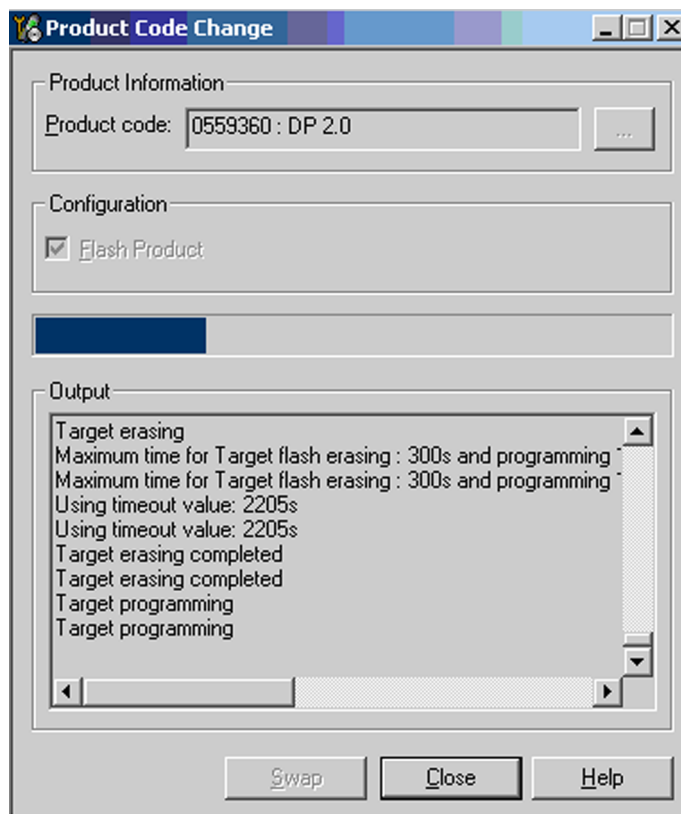 Product Code Change
Product Information
Product code: 0559360 : DP 2.0
...
Configuration
Flash Product
Output
Target erasing
Maximum time for Target flash erasing : 300s and programming
Maximum time for Target flash erasing : 300s and programming
Using timeout value: 2205s
Using timeout value: 2205s
Target erasing completed
Target erasing completed
Target programming
Target programming
Swap Close Help